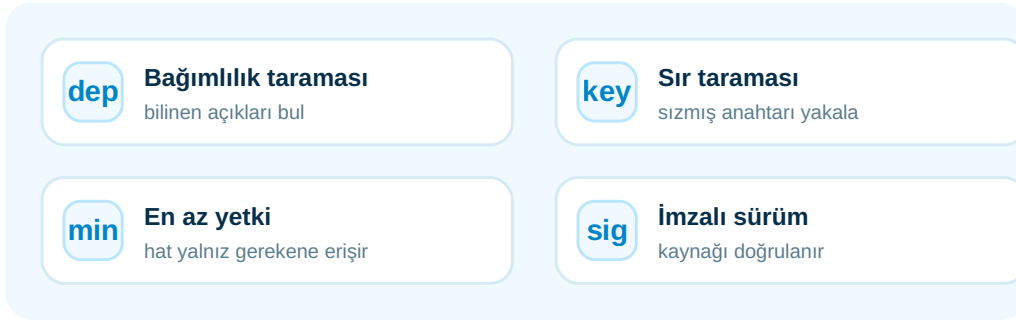 dep
Bağımlılık taraması
bilinen açıkları bul
key
Sır taraması
sızmış anahtarı yakala
min
En az yetki
hat yalnız gerekene erişir
sig
İmzalı sürüm
kaynağı doğrulanır